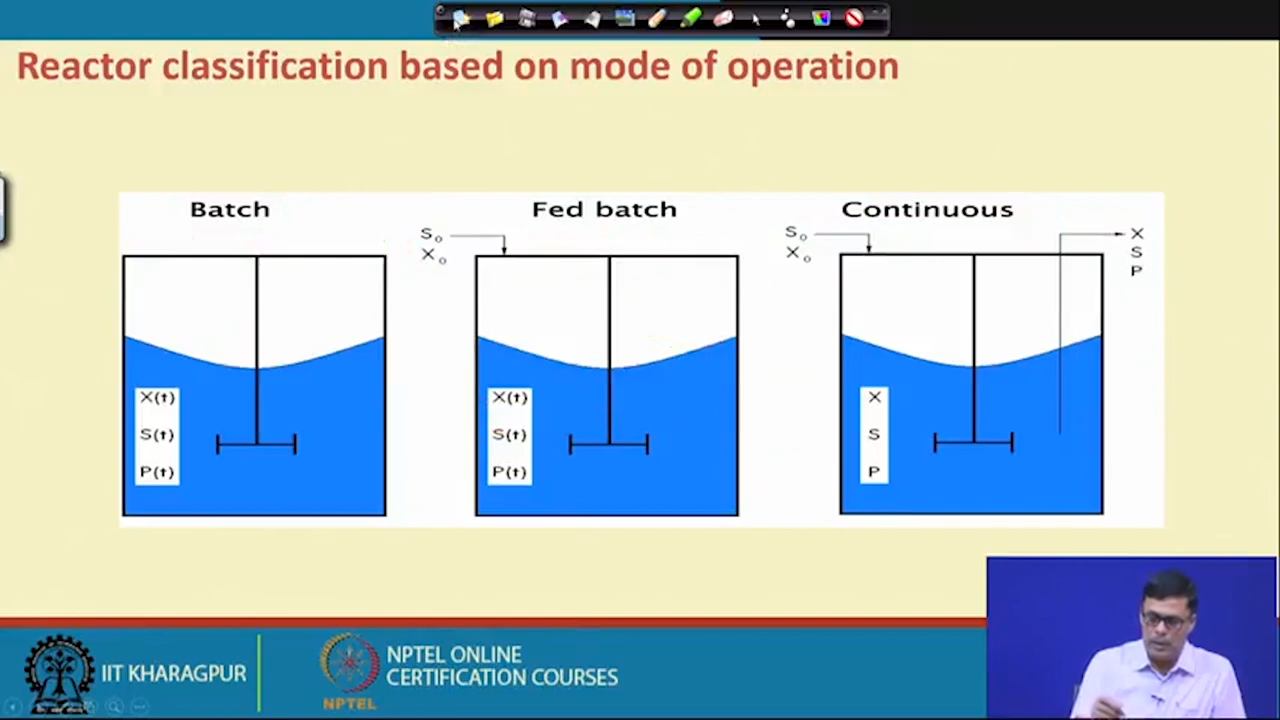 Reactor classification based on mode of operation
Batch
X(t)
S(t)
P(t)
Fed batch
S₀
X₀
X(t)
S(t)
P(t)
Continuous
S₀
X₀
X
S
P
X
S
P
IIT KHARAGPUR
NPTEL
NPTEL ONLINE
CERTIFICATION COURSES